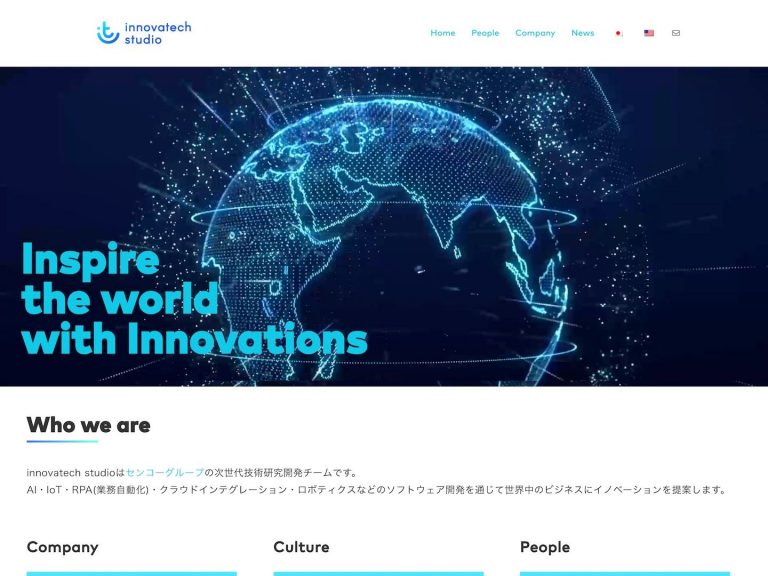 innovatech
studio
Home People Company News
Inspire
the world
with Innovations
Who we are
innovatech studioはセンコーグループの次世代技術研究開発チームです。
AI・IoT・RPA(業務自動化)・クラウドインテグレーション・ロボティクスなどのソフトウェア開発を通じて世界中のビジネスにイノベーションを提案します。
Company Culture People